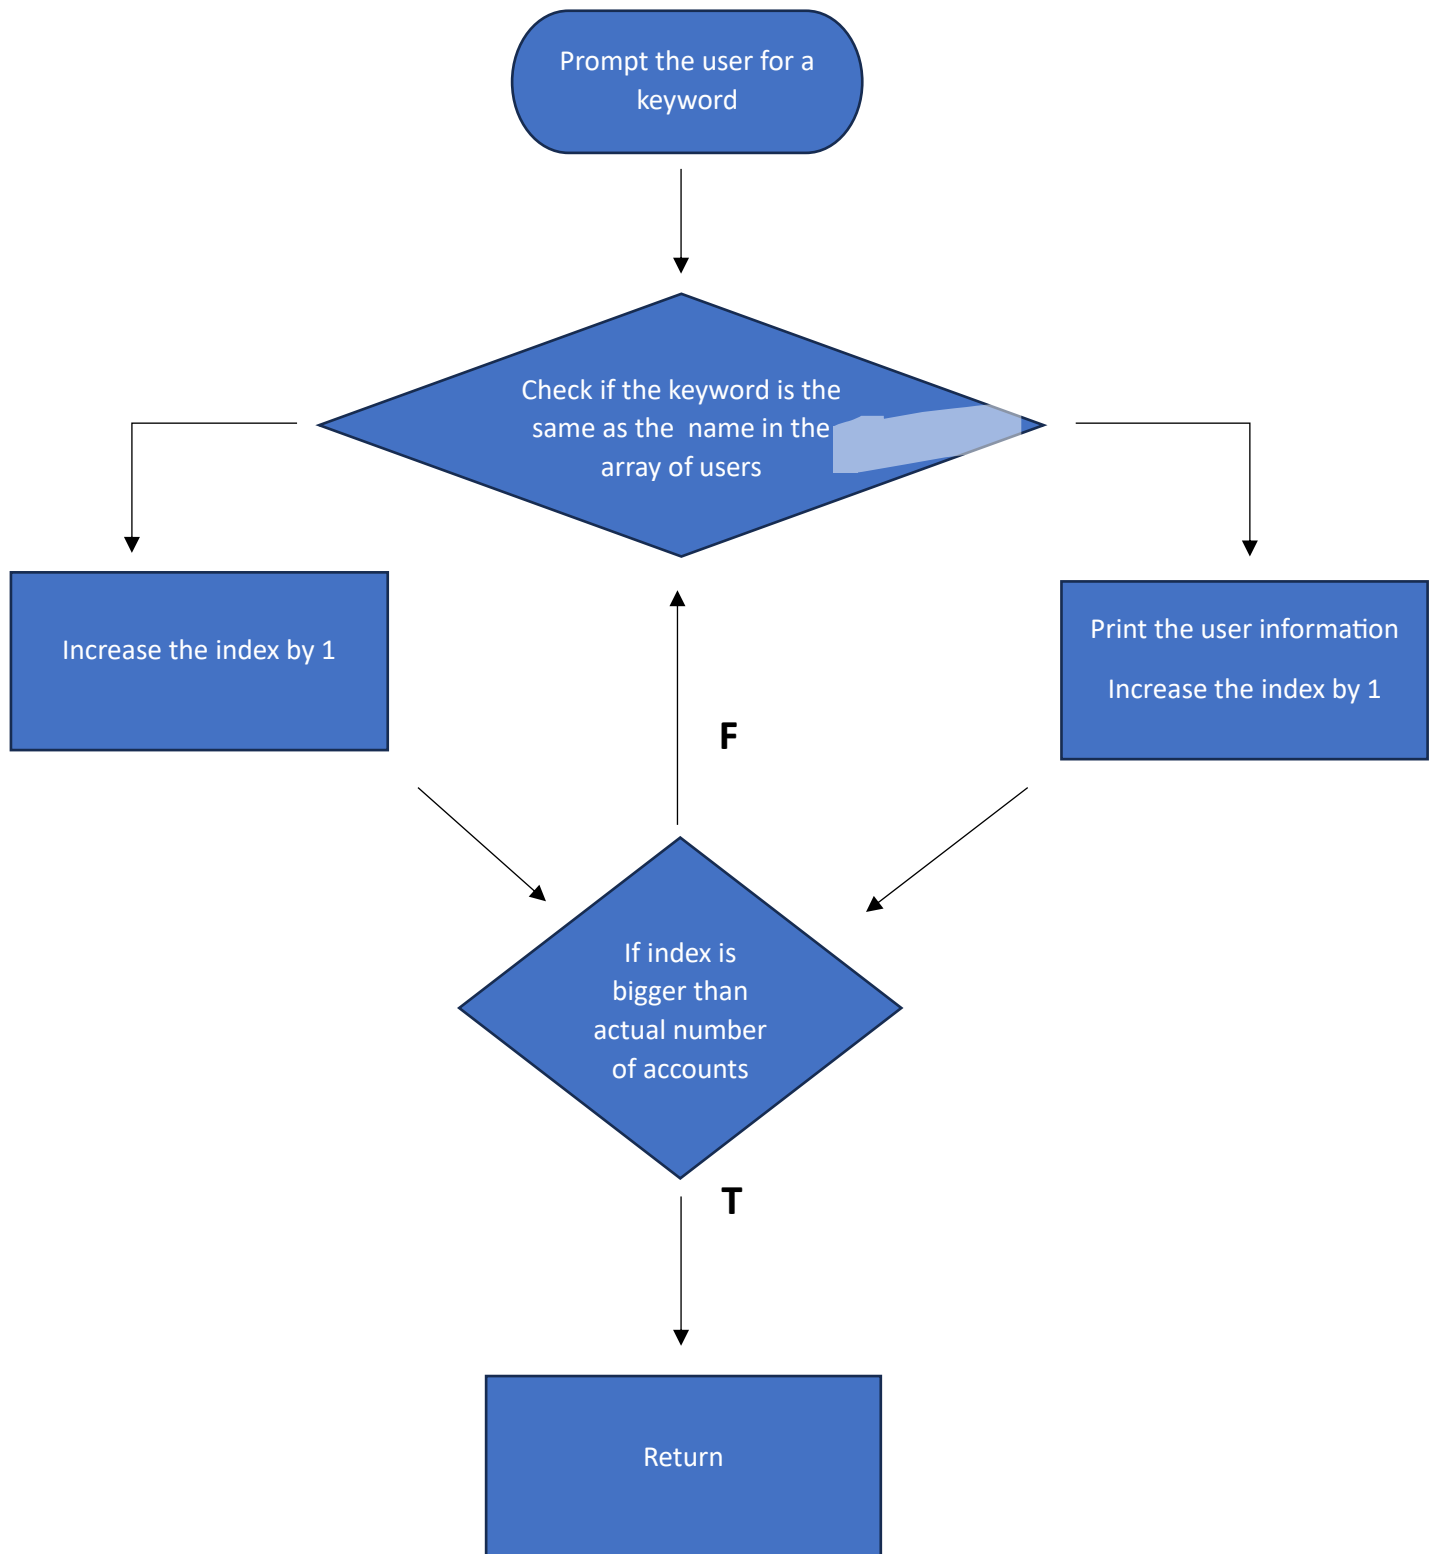 Prompt the user for a
keyword
Check if the keyword is the
same as the name in the
array of users
Increase the index by 1
Print the user information
Increase the index by 1
F
If index is
bigger than
actual number
of accounts
T
Return